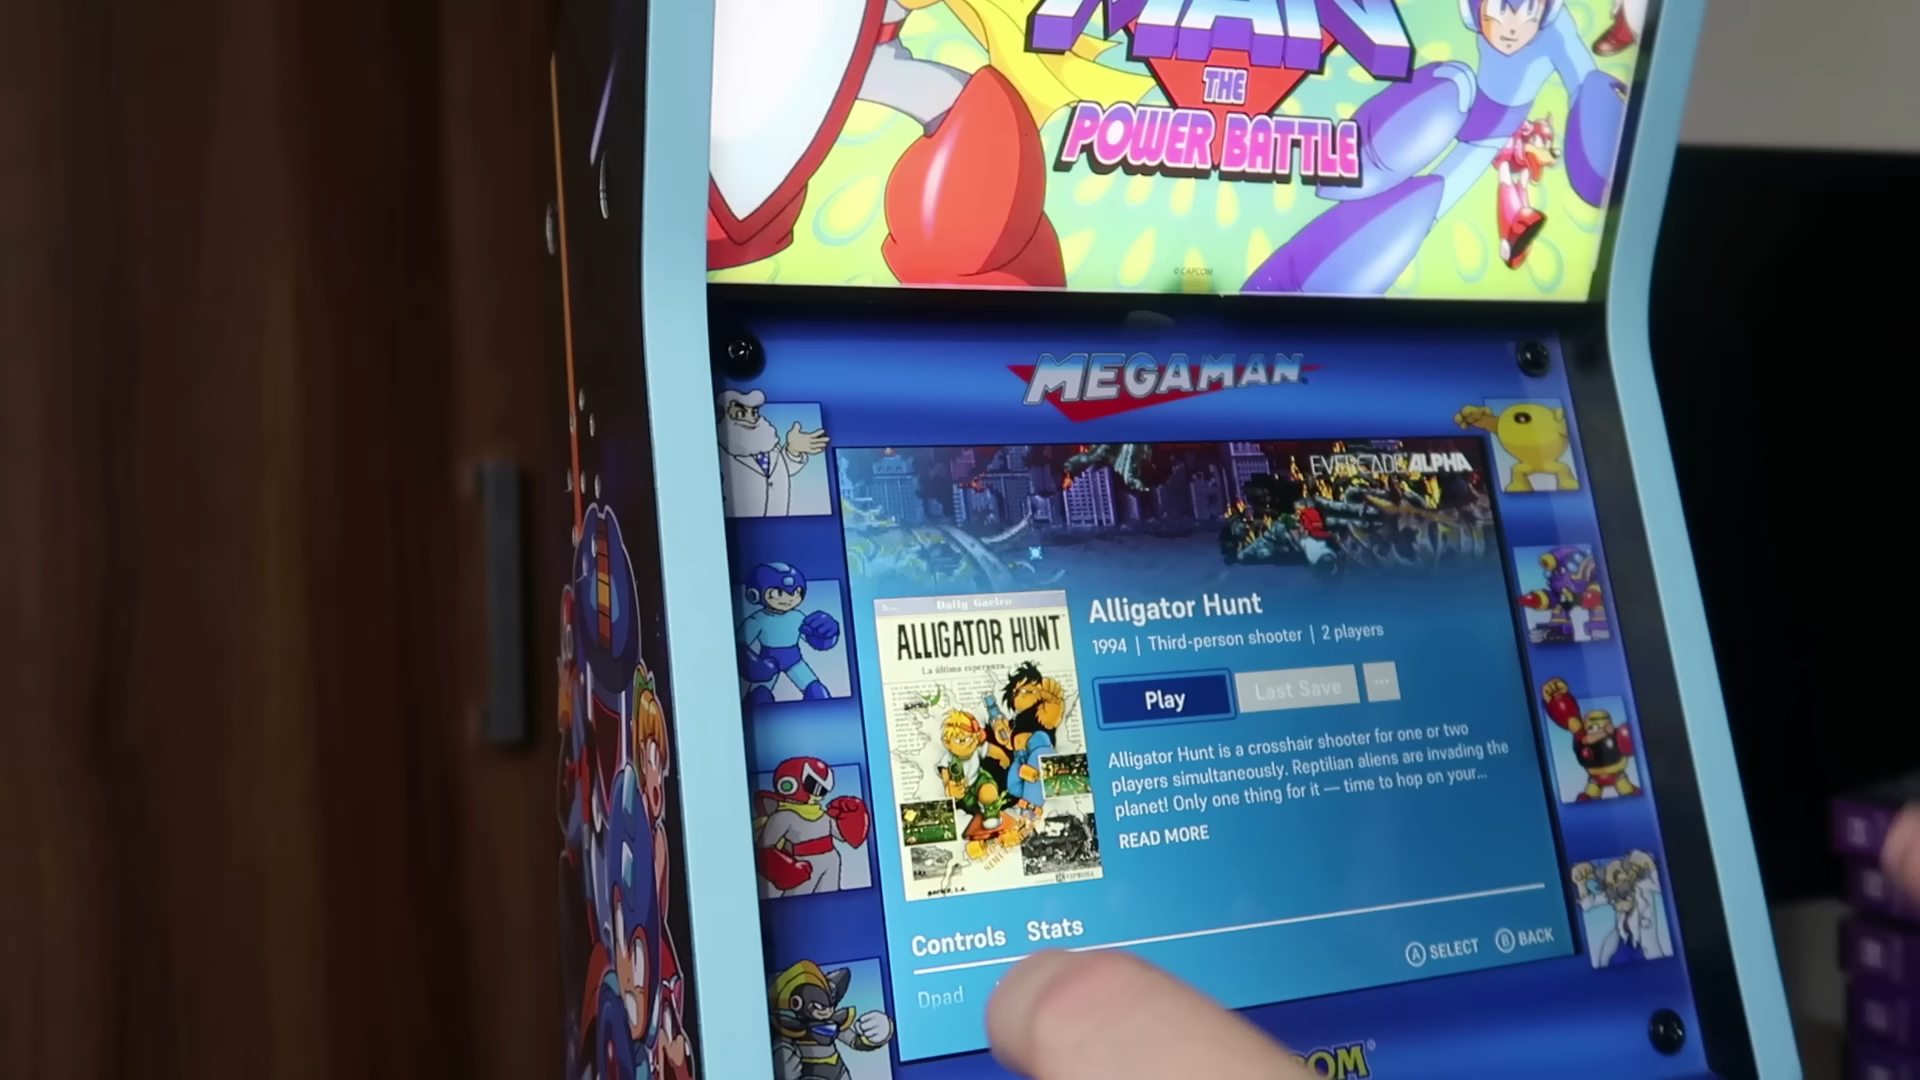 MAN
THE
POWER BATTLE
© CAPCOM
MEGAMAN
EVERCADE ALPHA
Daily Gaelco
ALLIGATOR HUNT
La última esperanza...
Alligator Hunt
1994 | Third-person shooter | 2 players
Play
Last Save
...
Alligator Hunt is a crosshair shooter for one or two
players simultaneously. Reptilian aliens are invading the
planet! Only one thing for it — time to hop on your...
READ MORE
Controls
Stats
A SELECT
B BACK
Dpad
COM